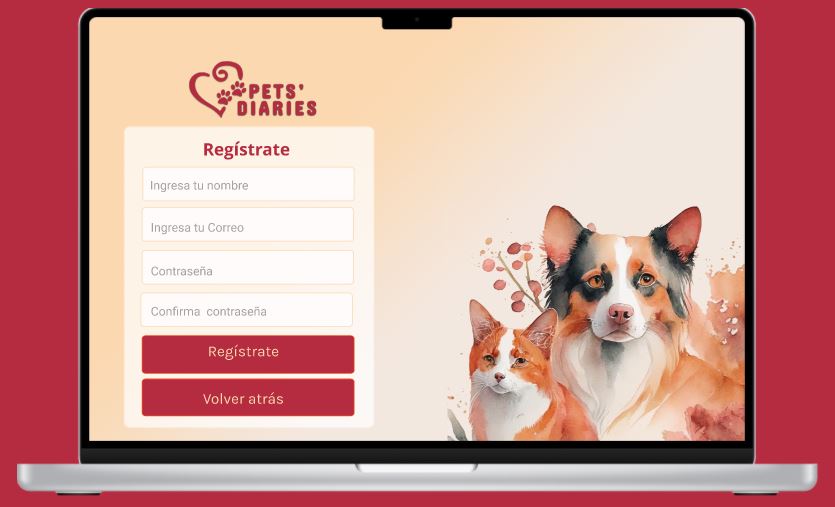 PETS'
DIARIES
Regístrate
Ingresa tu nombre
Ingresa tu Correo
Contraseña
Confirma  contraseña
Regístrate
Volver atrás